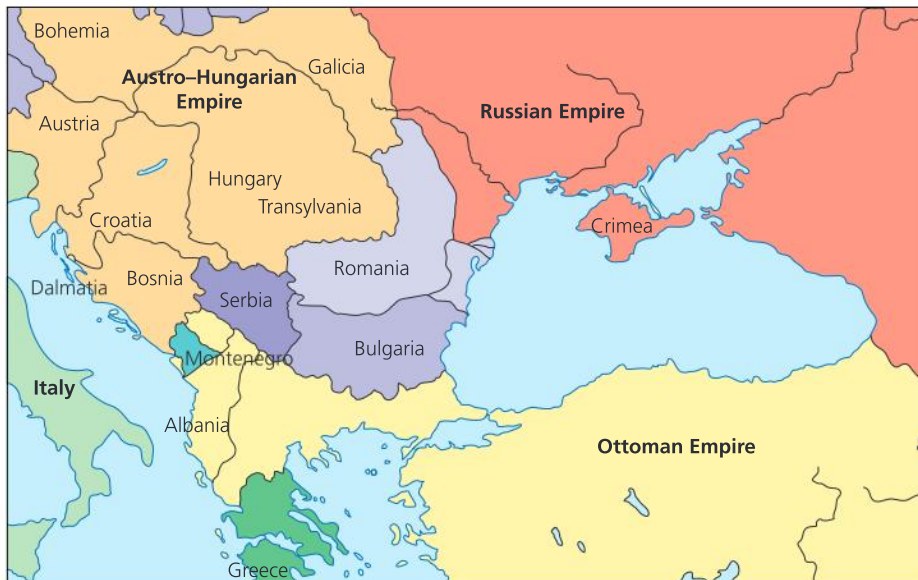 Bohemia
Austro–Hungarian
Empire
Galicia
Russian Empire
Austria
Hungary
Transylvania
Croatia
Crimea
Bosnia
Romania
Dalmatia
Serbia
Montenegro
Bulgaria
Italy
Albania
Ottoman Empire
Greece